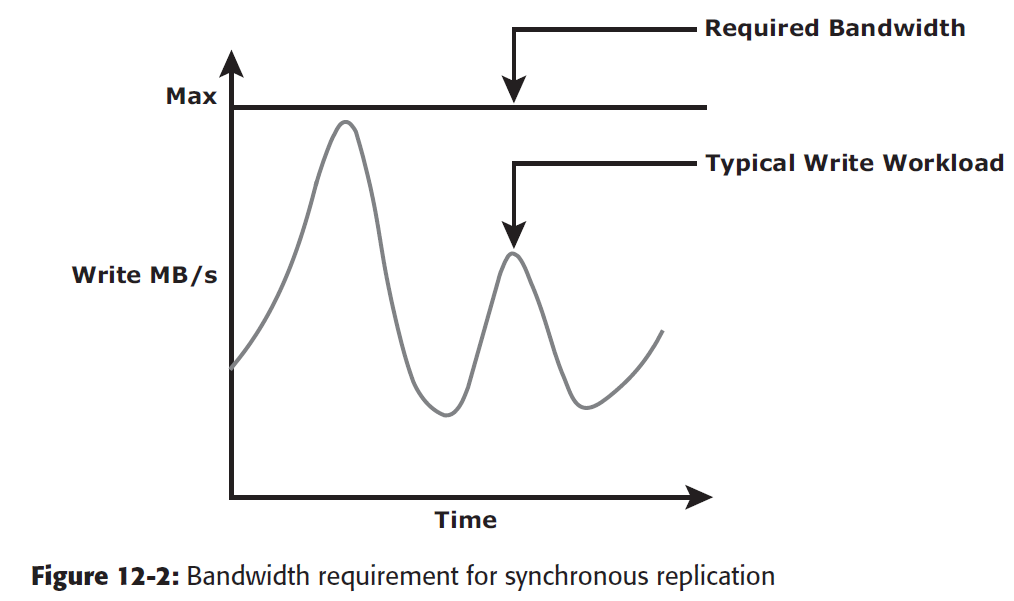 Required Bandwidth
Max
Typical Write Workload
Write MB/s
Time
Figure 12-2: Bandwidth requirement for synchronous replication